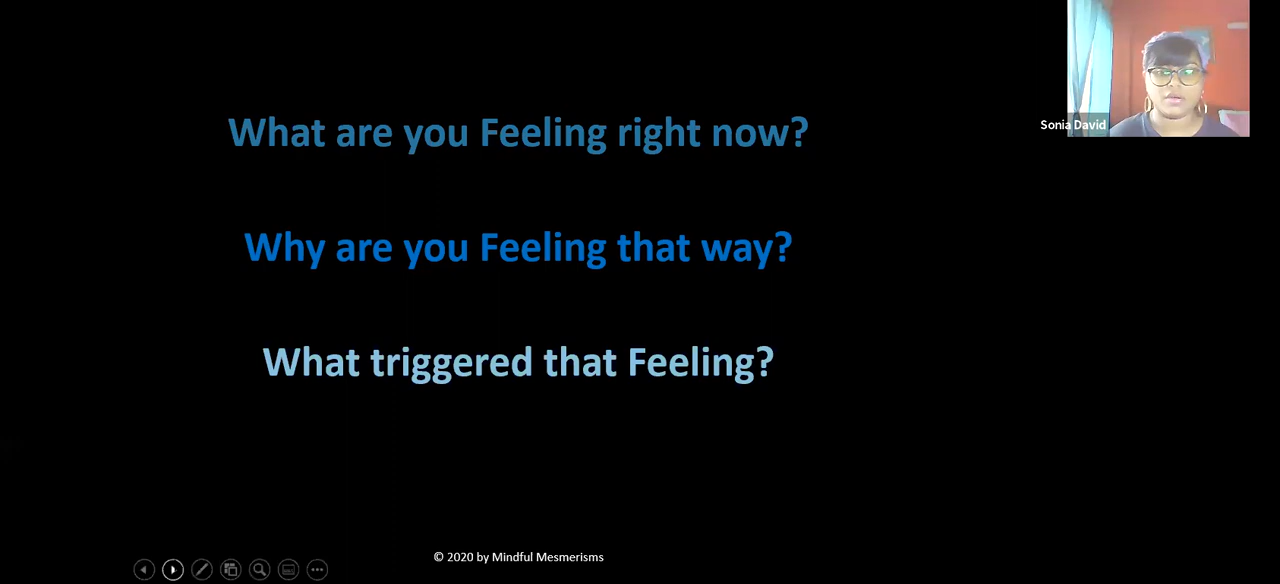 What are you Feeling right now?
Sonia David
Why are you Feeling that way?
What triggered that Feeling?
© 2020 by Mindful Mesmerisms